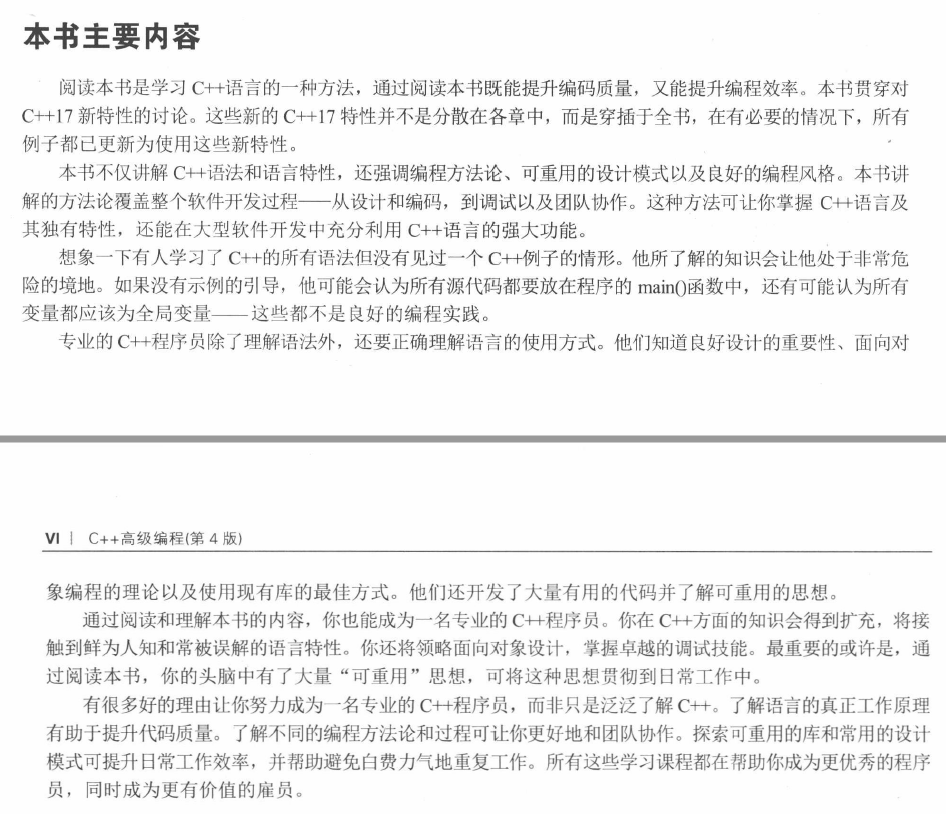 本书主要内容
阅读本书是学习 C++语言的一种方法，通过阅读本书既能提升编码质量，又能提升编程效率。本书贯穿对
C++17 新特性的讨论。这些新的 C++17 特性并不是分散在各章中，而是穿插于全书，在有必要的情况下，所有
例子都已更新为使用这些新特性。
本书不仅讲解 C++语法和语言特性，还强调编程方法论、可重用的设计模式以及良好的编程风格。本书讲
解的方法论覆盖整个软件开发过程——从设计和编码，到调试以及团队协作。这种方法可让你掌握 C++语言及
其独有特性，还能在大型软件开发中充分利用 C++语言的强大功能。
想象一下有人学习了 C++的所有语法但没有见过一个 C++例子的情形。他所了解的知识会让他处于非常危
险的境地。如果没有示例的引导，他可能会认为所有源代码都要放在程序的 main()函数中，还有可能认为所有
变量都应该为全局变量——这些都不是良好的编程实践。
专业的 C++程序员除了理解语法外，还要正确理解语言的使用方式。他们知道良好设计的重要性、面向对
VI | C++高级编程(第 4 版)
象编程的理论以及使用现有库的最佳方式。他们还开发了大量有用的代码并了解可重用的思想。
通过阅读和理解本书的内容，你也能成为一名专业的 C++程序员。你在 C++方面的知识会得到扩充，将接
触到鲜为人知和常被误解的语言特性。你还将领略面向对象设计，掌握卓越的调试技能。最重要的或许是，通
过阅读本书，你的头脑中有了大量“可重用”思想，可将这种思想贯彻到日常工作中。
有很多好的理由让你努力成为一名专业的 C++程序员，而非只是泛泛了解 C++。了解语言的真正工作原理
有助于提升代码质量。了解不同的编程方法论和过程可让你更好地和团队协作。探索可重用的库和常用的设计
模式可提升日常工作效率，并帮助避免白费力气地重复工作。所有这些学习课程都在帮助你成为更优秀的程序
员，同时成为更有价值的雇员。